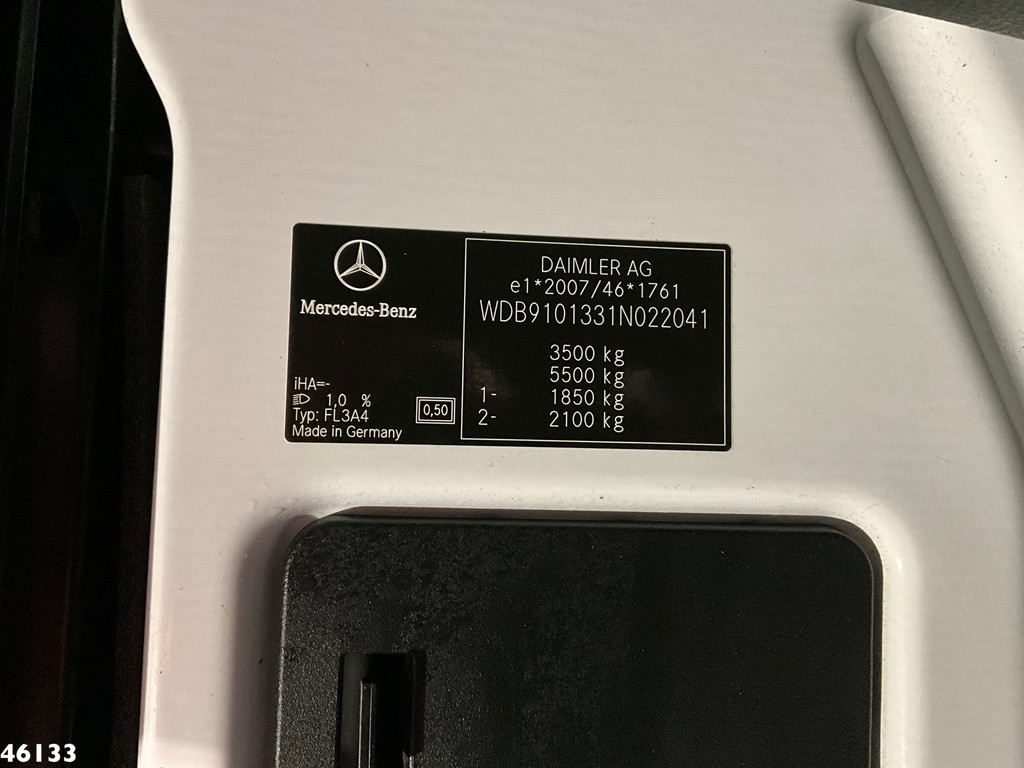 Mercedes-Benz
iHA=-
1,0 %
Typ: FL3A4
Made in Germany
0,50
DAIMLER AG
e1*2007/46*1761
WDB9101331N022041
3500 kg
5500 kg
1- 1850 kg
2- 2100 kg
46133